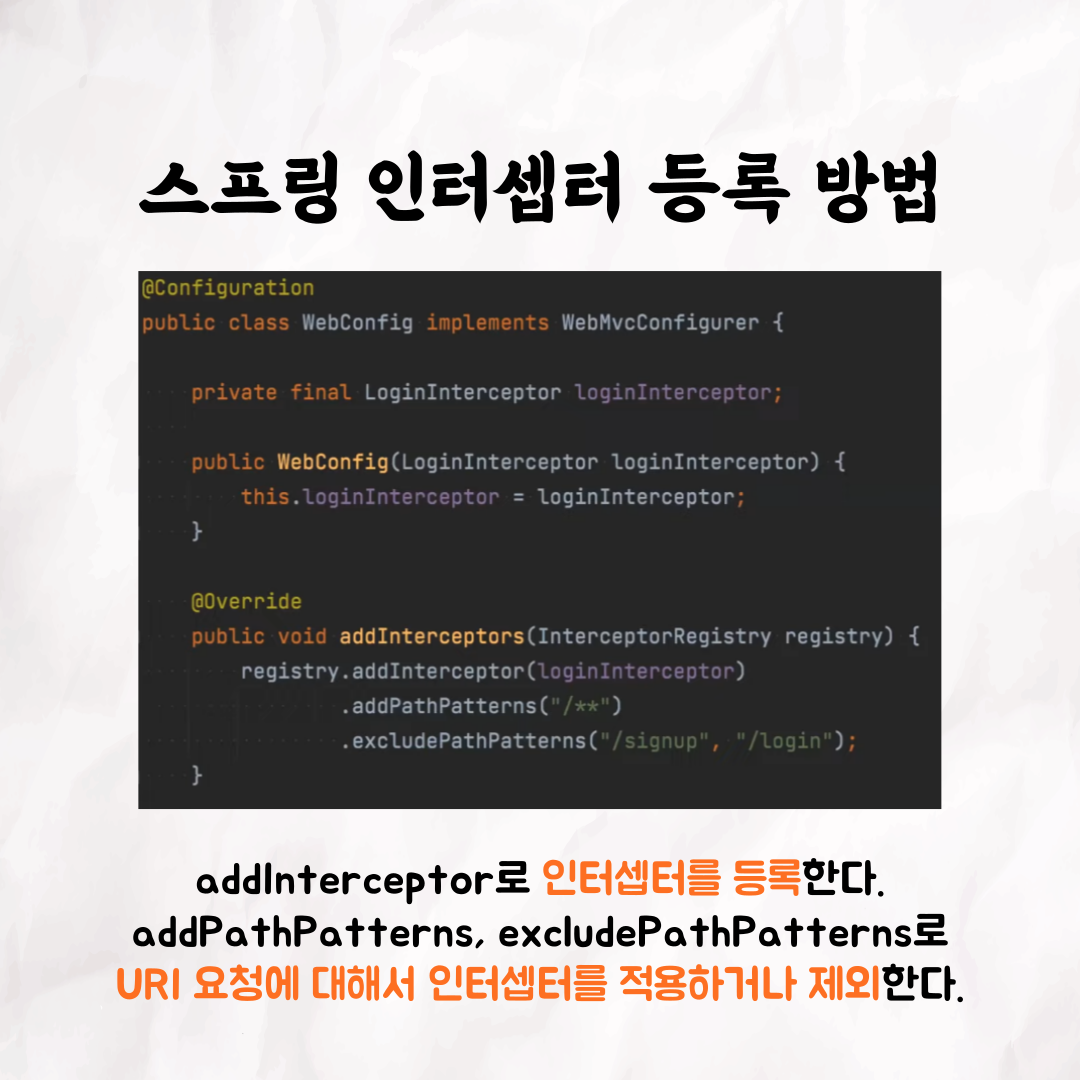 스프링 인터셉터 등록 방법
@Configuration
public class WebConfig implements WebMvcConfigurer {
private final LoginInterceptor loginInterceptor;
public WebConfig(LoginInterceptor loginInterceptor) {
this.loginInterceptor = loginInterceptor;
}
@Override
public void addInterceptors(InterceptorRegistry registry) {
registry.addInterceptor(loginInterceptor)
.addPathPatterns("/**")
.excludePathPatterns("/signup", "/login");
}
addInterceptor로 인터셉터를 등록한다.
addPathPatterns, excludePathPatterns로
URI 요청에 대해서 인터셉터를 적용하거나 제외한다.